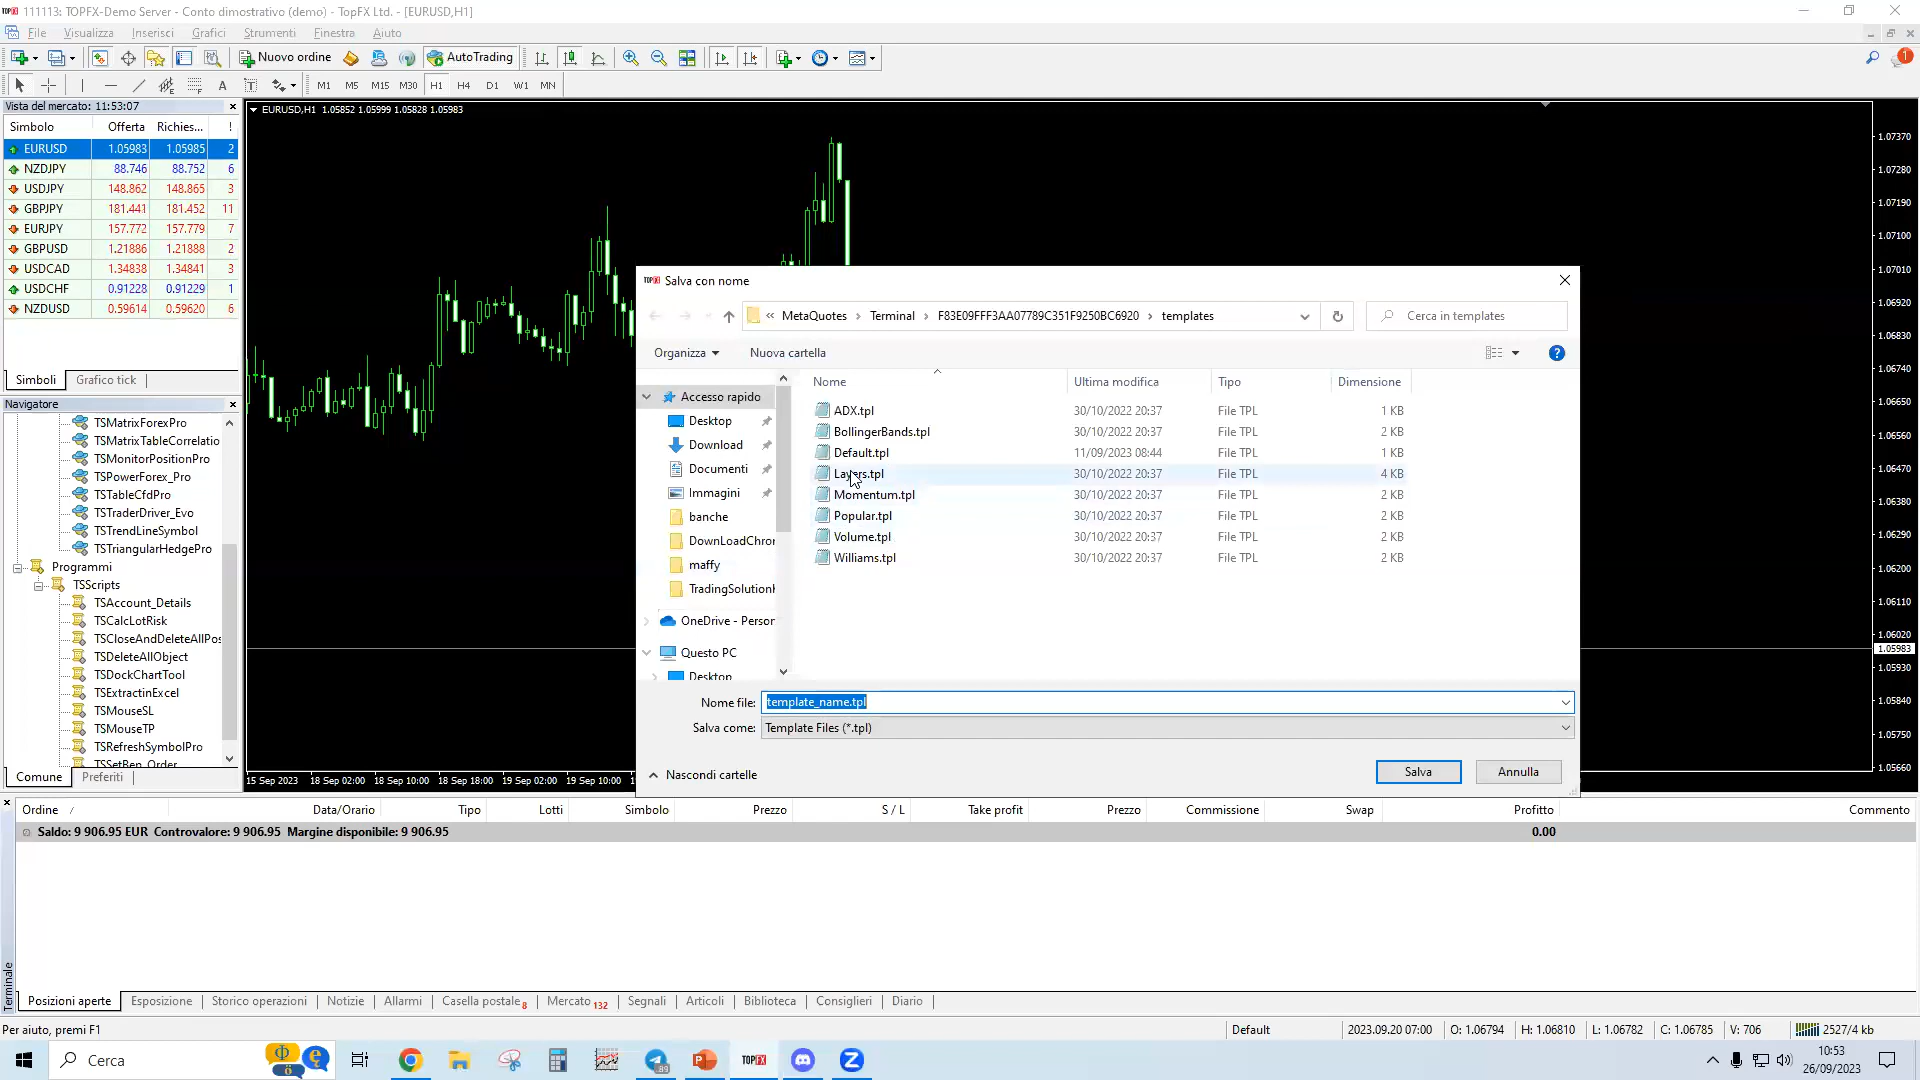 TOPFX 111113: TOPFX-Demo Server - Conto dimostrativo (demo) - TopFX Ltd. - [EURUSD,H1]
File Visualizza Inserisci Grafici Strumenti Finestra Aiuto
Nuovo ordine AutoTrading 1
A T M1 M5 M15 M30 H1 H4 D1 W1 MN
Vista del mercato: 11:53:07
Simbolo Offerta Richies... !
EURUSD 1.05983 1.05985 2
NZDJPY 88.746 88.752 6
USDJPY 148.862 148.865 3
GBPJPY 181.441 181.452 11
EURJPY 157.772 157.779 7
GBPUSD 1.21886 1.21888 2
USDCAD 1.34838 1.34841 3
USDCHF 0.91228 0.91229 1
NZDUSD 0.59614 0.59620 6
Simboli Grafico tick
Navigatore
TSMatrixForexPro
TSMatrixTableCorrelatio
TSMonitorPositionPro
TSPowerForex_Pro
TSTableCfdPro
TSTraderDriver_Evo
TSTrendLineSymbol
TSTriangularHedgePro
Programmi
TSScripts
TSAccount_Details
TSCalcLotRisk
TSCloseAndDeleteAllPos
TSDeleteAllObject
TSDockChartTool
TSExtractinExcel
TSMouseSL
TSMouseTP
TSRefreshSymbolPro
TSSetBep_Order
Comune Preferiti
EURUSD,H1 1.05852 1.05999 1.05828 1.05983
1.07370
1.07280
1.07190
1.07100
1.07010
1.06920
1.06830
1.06740
1.06650
1.06560
1.06470
1.06380
1.06290
1.06200
1.06110
1.06020
1.05983
1.05930
1.05840
1.05750
1.05660
15 Sep 2023 18 Sep 02:00 18 Sep 10:00 18 Sep 18:00 19 Sep 02:00 19 Sep 10:00
TOPFX Salva con nome
« MetaQuotes › Terminal › F83E09FFF3AA07789C351F9250BC6920 › templates
Cerca in templates
Organizza Nuova cartella ?
Accesso rapido
Desktop
Download
Documenti
Immagini
banche
DownLoadChror
maffy
TradingSolutionH
OneDrive - Person
Questo PC
Desktop
Nome Ultima modifica Tipo Dimensione
ADX.tpl 30/10/2022 20:37 File TPL 1 KB
BollingerBands.tpl 30/10/2022 20:37 File TPL 2 KB
Default.tpl 11/09/2023 08:44 File TPL 1 KB
Layers.tpl 30/10/2022 20:37 File TPL 4 KB
Momentum.tpl 30/10/2022 20:37 File TPL 2 KB
Popular.tpl 30/10/2022 20:37 File TPL 2 KB
Volume.tpl 30/10/2022 20:37 File TPL 2 KB
Williams.tpl 30/10/2022 20:37 File TPL 2 KB
Nome file: template_name.tpl
Salva come: Template Files (*.tpl)
Nascondi cartelle Salva Annulla
Ordine / Data/Orario Tipo Lotti Simbolo Prezzo S / L Take profit Prezzo Commissione Swap Profitto Commento
Saldo: 9 906.95 EUR Controvalore: 9 906.95 Margine disponibile: 9 906.95 0.00
Terminale
Posizioni aperte Esposizione Storico operazioni Notizie Allarmi Casella postale 8 Mercato 132 Segnali Articoli Biblioteca Consiglieri Diario
Per aiuto, premi F1 Default 2023.09.20 07:00 O: 1.06794 H: 1.06810 L: 1.06782 C: 1.06785 V: 706 2527/4 kb
Cerca 89 TOPFX 10:53
26/09/2023